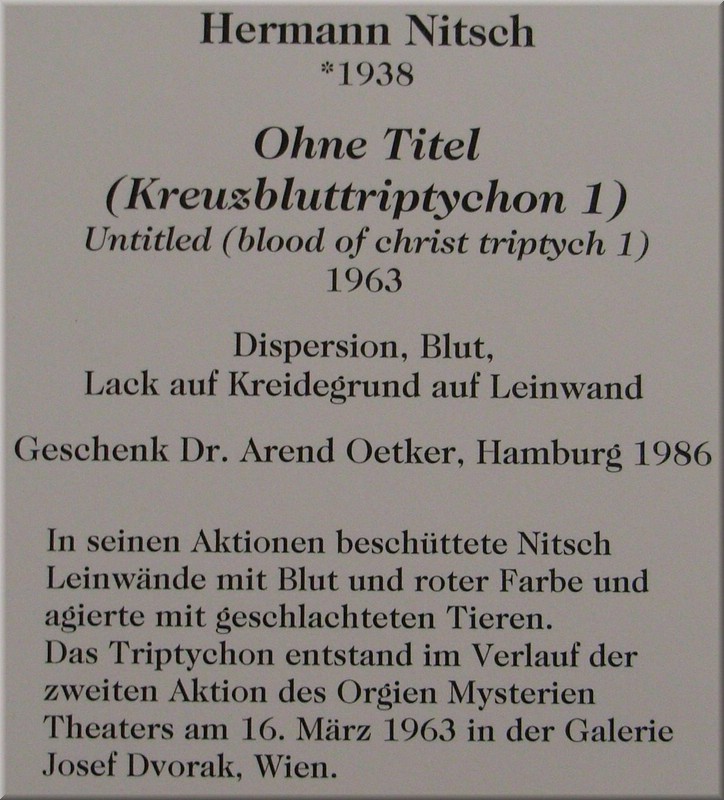 Hermann Nitsch
*1938
Ohne Titel
(Kreuzbluttriptychon 1)
Untitled (blood of christ triptych 1)
1963
Dispersion, Blut,
Lack auf Kreidegrund auf Leinwand
Geschenk Dr. Arend Oetker, Hamburg 1986
In seinen Aktionen beschüttete Nitsch
Leinwände mit Blut und roter Farbe und
agierte mit geschlachteten Tieren.
Das Triptychon entstand im Verlauf der
zweiten Aktion des Orgien Mysterien
Theaters am 16. März 1963 in der Galerie
Josef Dvorak, Wien.